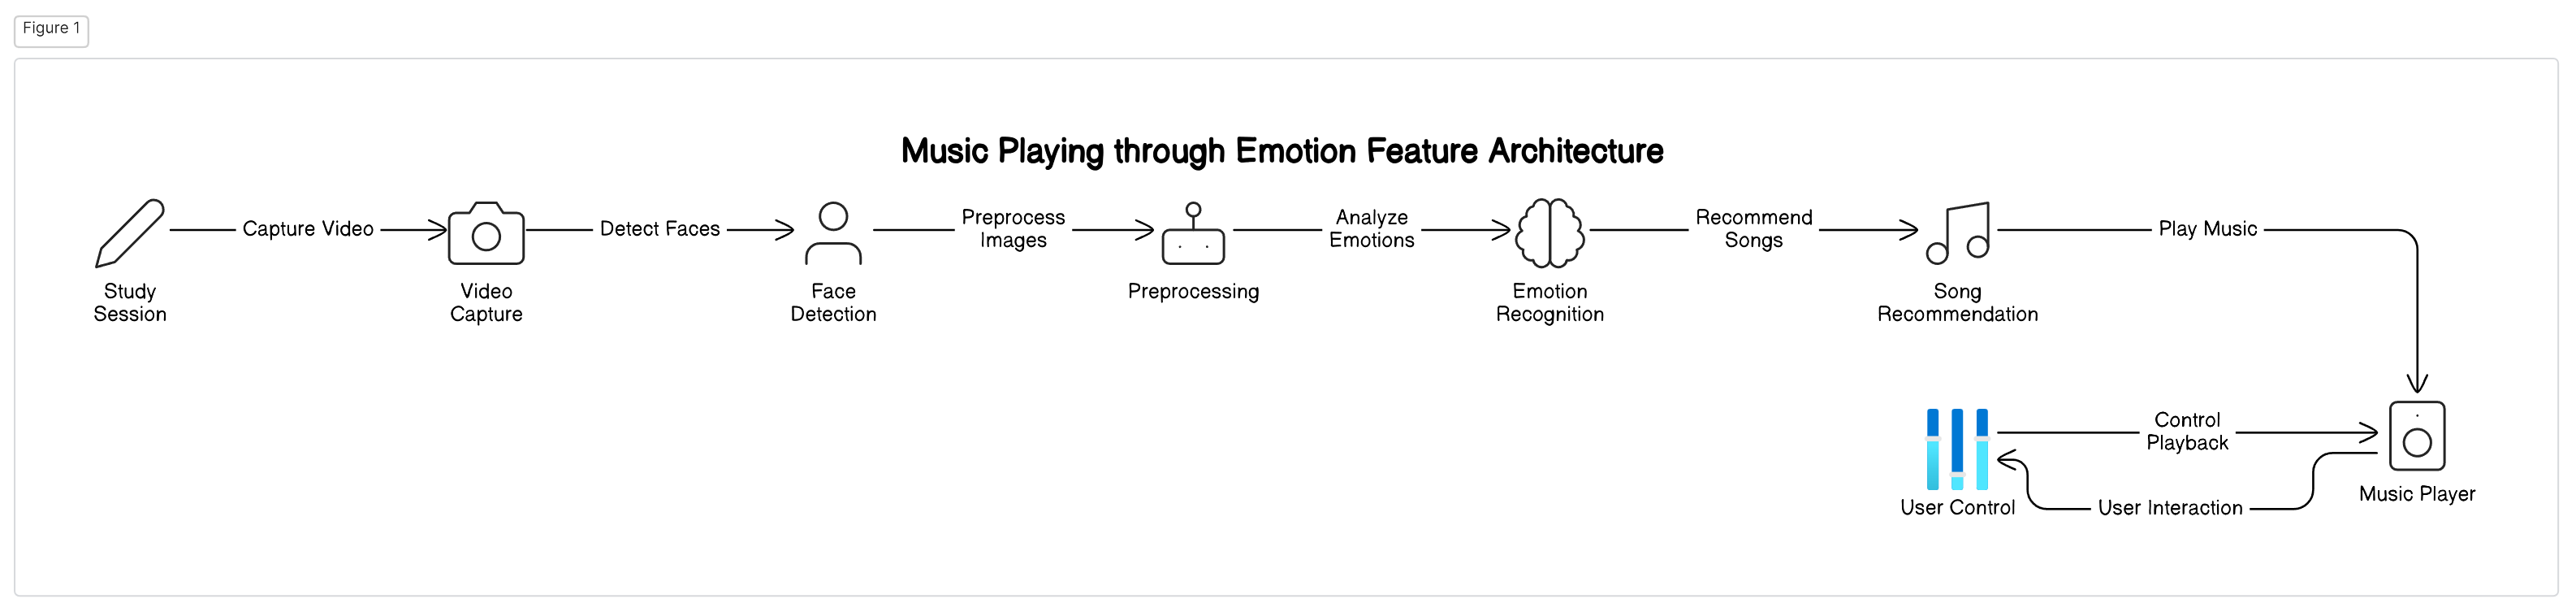 Figure 1
Music Playing through Emotion Feature Architecture
Capture Video
Detect Faces
Preprocess
Images
Analyze
Emotions
Recommend
Songs
Play Music
Study
Session
Video
Capture
Face
Detection
Preprocessing
Emotion
Recognition
Song
Recommendation
Control
Playback
User Control
User Interaction
Music Player